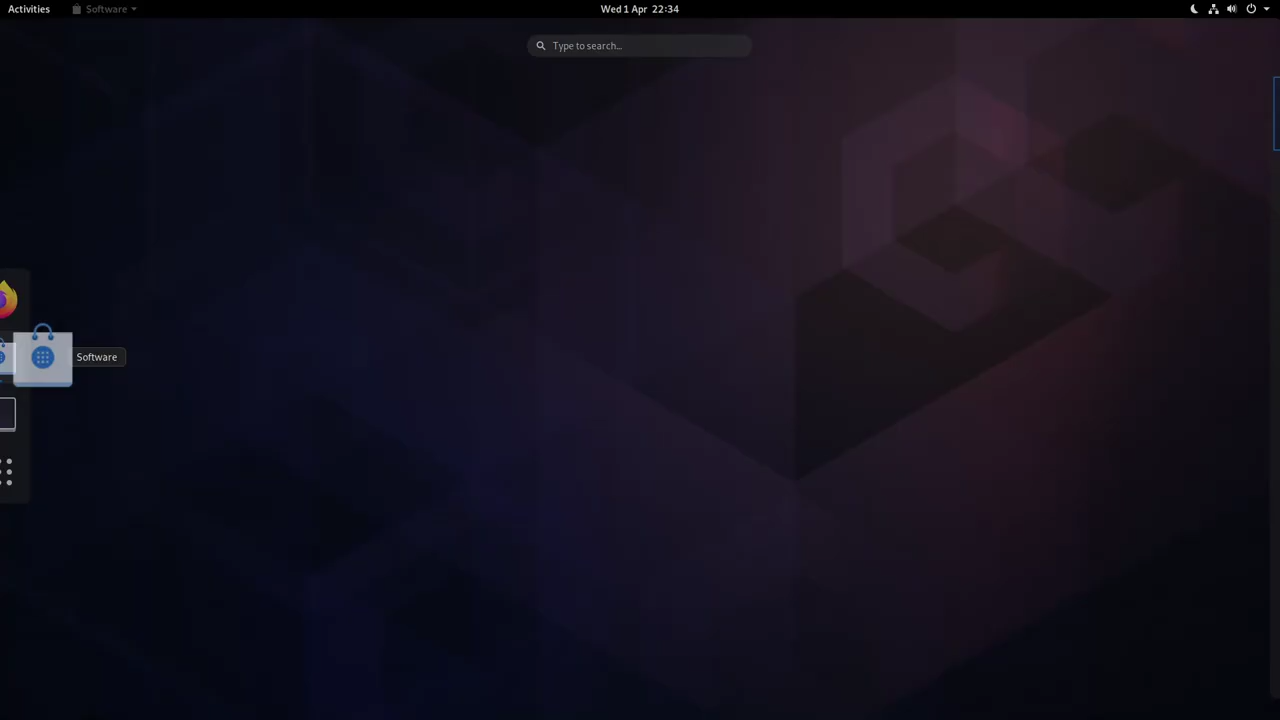 Activities
Software
Wed 1 Apr 22:34
Type to search...
Software